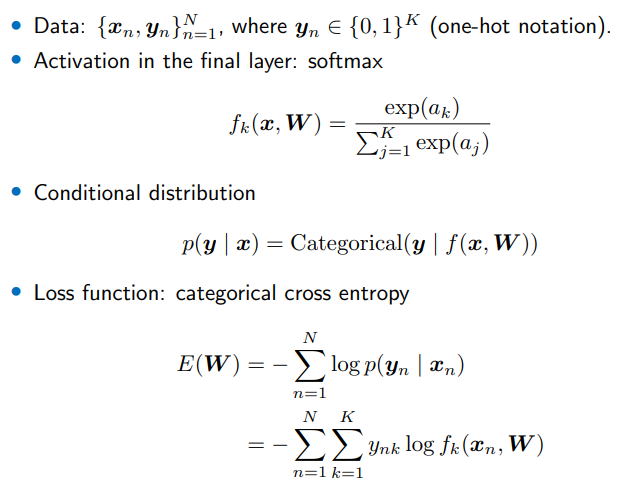 • Data: $\{\boldsymbol{x}_n, \boldsymbol{y}_n\}_{n=1}^{N}$, where $\boldsymbol{y}_n \in \{0, 1\}^K$ (one-hot notation).
• Activation in the final layer: softmax
$f_k(\boldsymbol{x}, \boldsymbol{W}) = \frac{\exp(a_k)}{\sum_{j=1}^{K} \exp(a_j)}$
• Conditional distribution
$p(\boldsymbol{y} \mid \boldsymbol{x}) = \mathrm{Categorical}(\boldsymbol{y} \mid f(\boldsymbol{x}, \boldsymbol{W}))$
• Loss function: categorical cross entropy
$E(\boldsymbol{W}) = -\sum_{n=1}^{N} \log p(\boldsymbol{y}_n \mid \boldsymbol{x}_n)$
$= -\sum_{n=1}^{N} \sum_{k=1}^{K} y_{nk} \log f_k(\boldsymbol{x}_n, \boldsymbol{W})$